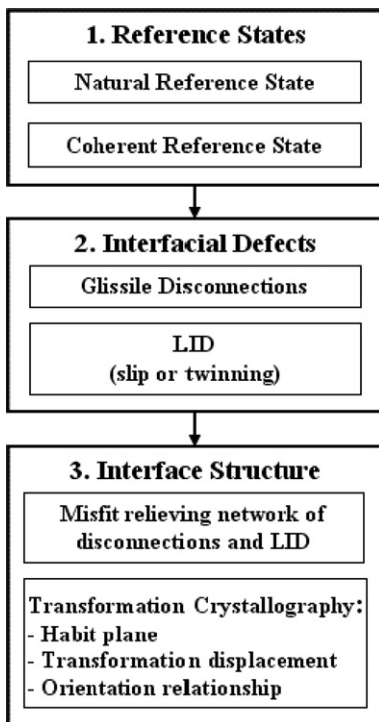 1. Reference States
Natural Reference State
Coherent Reference State
2. Interfacial Defects
Glissile Disconnections
LID
(slip or twinning)
3. Interface Structure
Misfit relieving network of
disconnections and LID
Transformation Crystallography:
- Habit plane
- Transformation displacement
- Orientation relationship